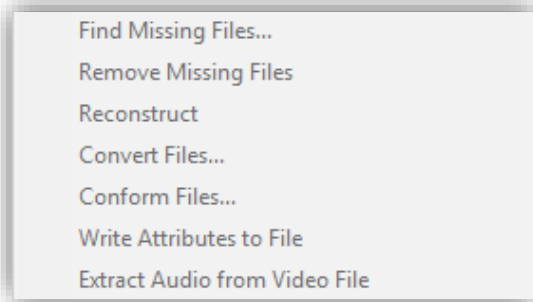 Find Missing Files...
Remove Missing Files
Reconstruct
Convert Files...
Conform Files...
Write Attributes to File
Extract Audio from Video File